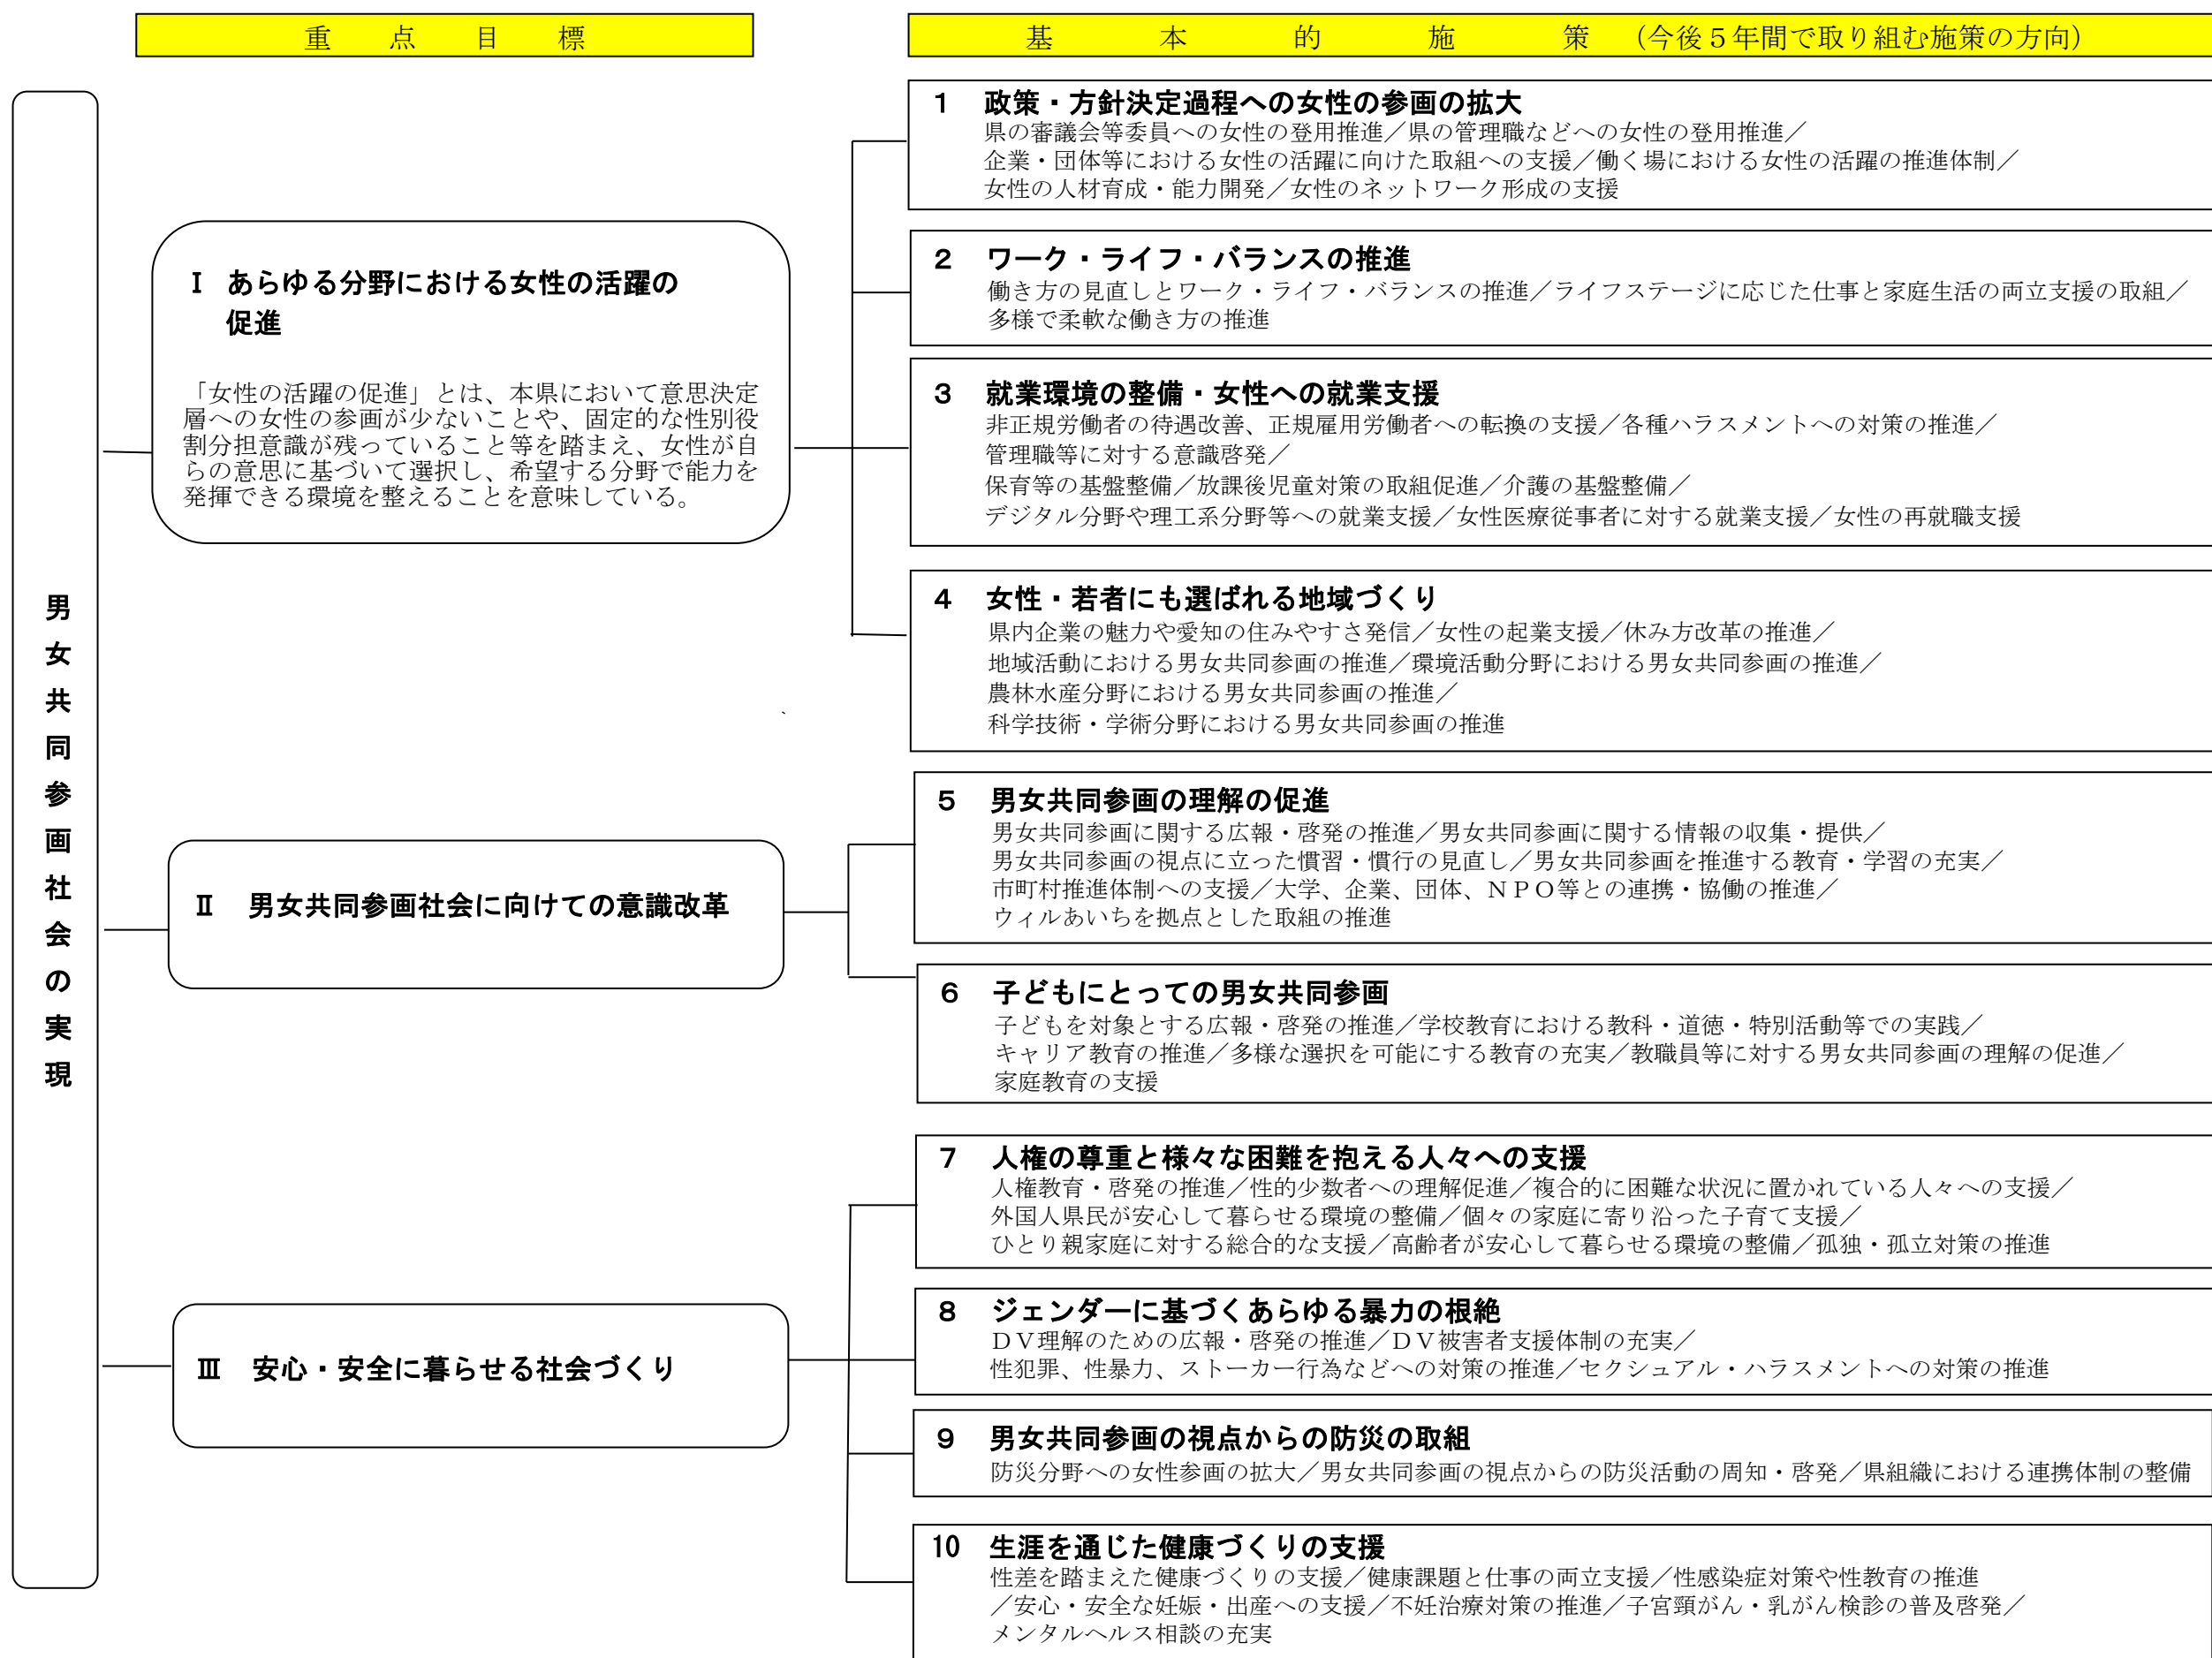 重点目標
基本的施策 (今後５年間で取り組む施策の方向)
男女共同参画社会の実現
Ⅰ あらゆる分野における女性の活躍の
促進
「女性の活躍の促進」とは、本県において意思決定
層への女性の参画が少ないことや、固定的な性別役
割分担意識が残っていること等を踏まえ、女性が自
らの意思に基づいて選択し、希望する分野で能力を
発揮できる環境を整えることを意味している。
1 政策・方針決定過程への女性の参画の拡大
県の審議会等委員への女性の登用推進／県の管理職などへの女性の登用推進／
企業・団体等における女性の活躍に向けた取組への支援／働く場における女性の活躍の推進体制／
女性の人材育成・能力開発／女性のネットワーク形成の支援
2 ワーク・ライフ・バランスの推進
働き方の見直しとワーク・ライフ・バランスの推進／ライフステージに応じた仕事と家庭生活の両立支援の取組／
多様で柔軟な働き方の推進
3 就業環境の整備・女性への就業支援
非正規労働者の待遇改善、正規雇用労働者への転換の支援／各種ハラスメントへの対策の推進／
管理職等に対する意識啓発／
保育等の基盤整備／放課後児童対策の取組促進／介護の基盤整備／
デジタル分野や理工系分野等への就業支援／女性医療従事者に対する就業支援／女性の再就職支援
4 女性・若者にも選ばれる地域づくり
県内企業の魅力や愛知の住みやすさ発信／女性の起業支援／休み方改革の推進／
地域活動における男女共同参画の推進／環境活動分野における男女共同参画の推進／
農林水産分野における男女共同参画の推進／
科学技術・学術分野における男女共同参画の推進
、
Ⅱ 男女共同参画社会に向けての意識改革
5 男女共同参画の理解の促進
男女共同参画に関する広報・啓発の推進／男女共同参画に関する情報の収集・提供／
男女共同参画の視点に立った慣習・慣行の見直し／男女共同参画を推進する教育・学習の充実／
市町村推進体制への支援／大学、企業、団体、ＮＰＯ等との連携・協働の推進／
ウィルあいちを拠点とした取組の推進
6 子どもにとっての男女共同参画
子どもを対象とする広報・啓発の推進／学校教育における教科・道徳・特別活動等での実践／
キャリア教育の推進／多様な選択を可能にする教育の充実／教職員等に対する男女共同参画の理解の促進／
家庭教育の支援
Ⅲ 安心・安全に暮らせる社会づくり
7 人権の尊重と様々な困難を抱える人々への支援
人権教育・啓発の推進／性的少数者への理解促進／複合的に困難な状況に置かれている人々への支援／
外国人県民が安心して暮らせる環境の整備／個々の家庭に寄り沿った子育て支援／
ひとり親家庭に対する総合的な支援／高齢者が安心して暮らせる環境の整備／孤独・孤立対策の推進
8 ジェンダーに基づくあらゆる暴力の根絶
ＤＶ理解のための広報・啓発の推進／ＤＶ被害者支援体制の充実／
性犯罪、性暴力、ストーカー行為などへの対策の推進／セクシュアル・ハラスメントへの対策の推進
9 男女共同参画の視点からの防災の取組
防災分野への女性参画の拡大／男女共同参画の視点からの防災活動の周知・啓発／県組織における連携体制の整備
10 生涯を通じた健康づくりの支援
性差を踏まえた健康づくりの支援／健康課題と仕事の両立支援／性感染症対策や性教育の推進
／安心・安全な妊娠・出産への支援／不妊治療対策の推進／子宮頸がん・乳がん検診の普及啓発／
メンタルヘルス相談の充実